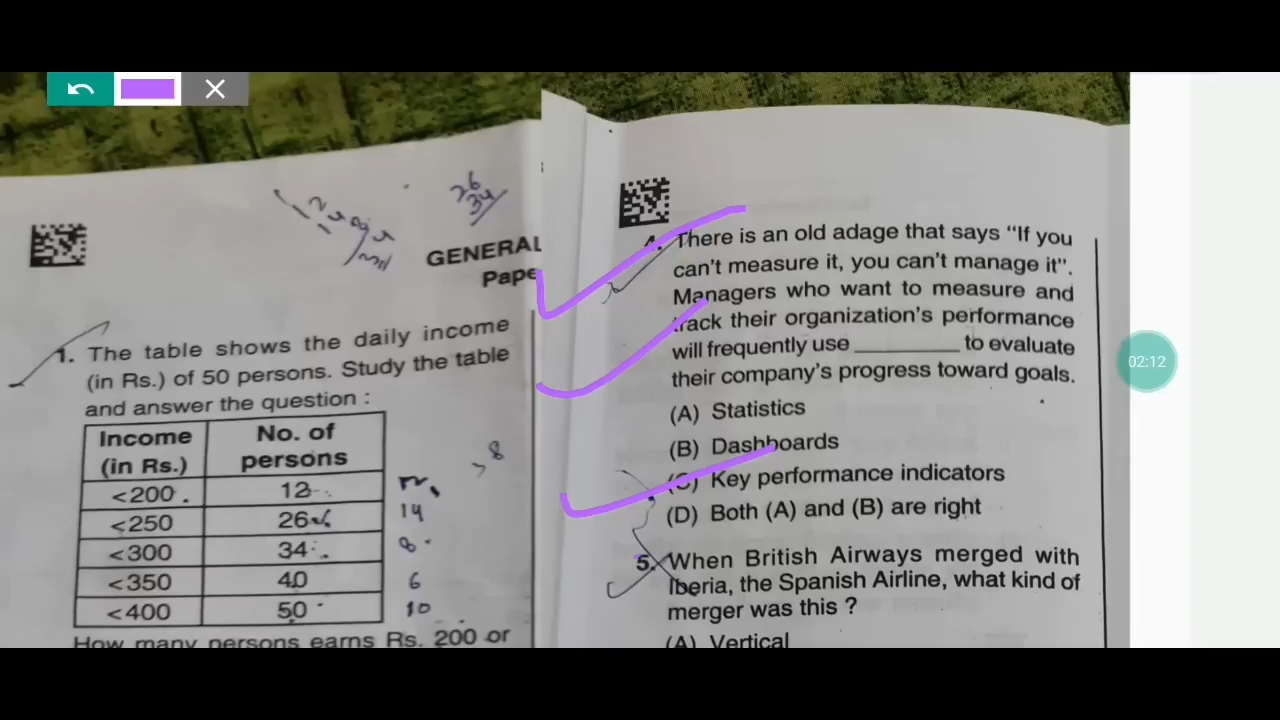 GENERAL
Pape
1. The table shows the daily income
(in Rs.) of 50 persons. Study the table
and answer the question :
Income (in Rs.) No. of persons
<200 12
<250 26
<300 34
<350 40
<400 50
How many persons earns Rs. 200 or
26
34
> 8
14
8
6
10
4. There is an old adage that says “If you
can’t measure it, you can’t manage it”.
Managers who want to measure and
track their organization’s performance
will frequently use __________ to evaluate
their company’s progress toward goals.
(A) Statistics
(B) Dashboards
(C) Key performance indicators
(D) Both (A) and (B) are right
5. When British Airways merged with
Iberia, the Spanish Airline, what kind of
merger was this ?
(A) Vertical
02:12